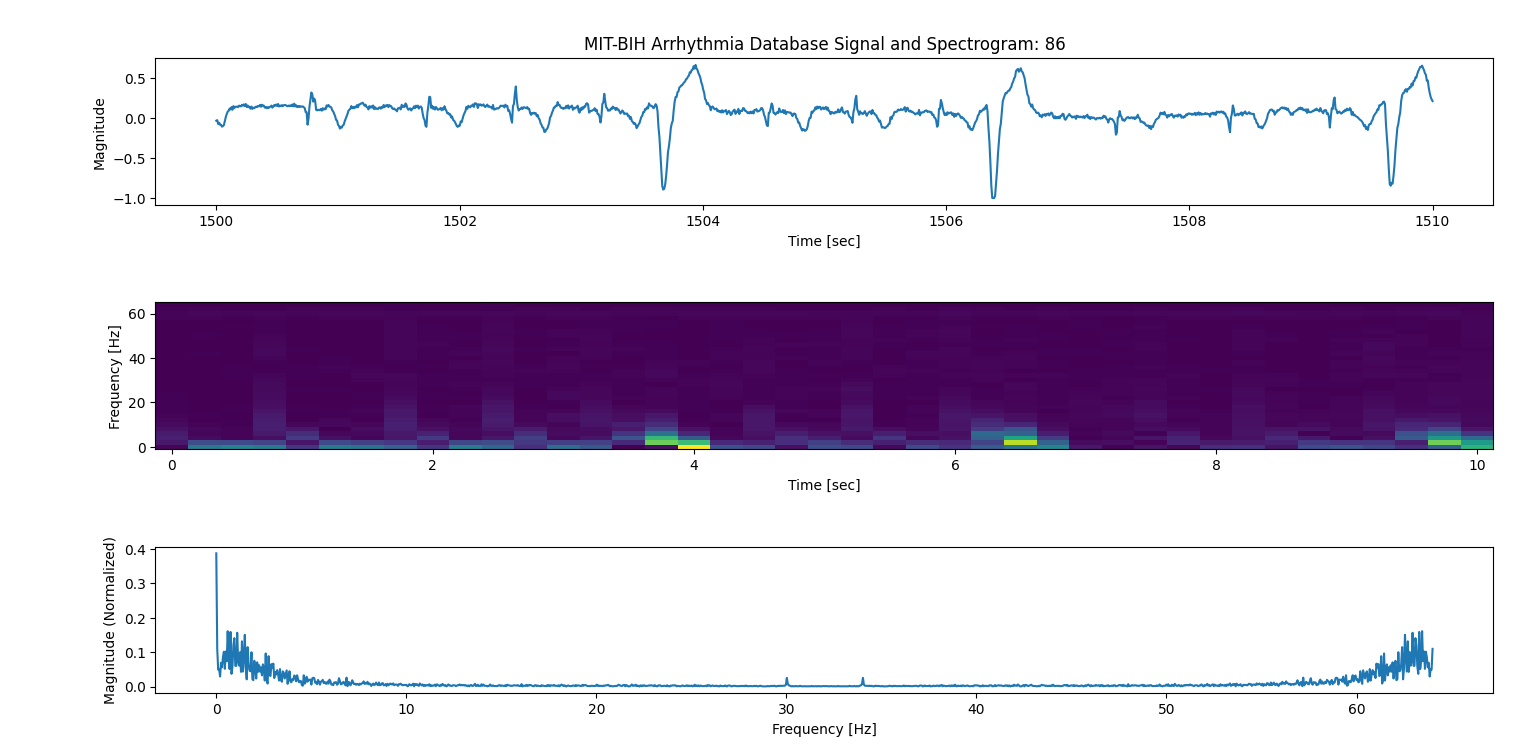 MIT-BIH Arrhythmia Database Signal and Spectrogram: 86
Magnitude
0.5
0.0
−0.5
−1.0
1500 1502 1504 1506 1508 1510
Time [sec]
Frequency [Hz]
60
40
20
0
0 2 4 6 8 10
Time [sec]
Magnitude (Normalized)
0.4
0.3
0.2
0.1
0.0
0 10 20 30 40 50 60
Frequency [Hz]